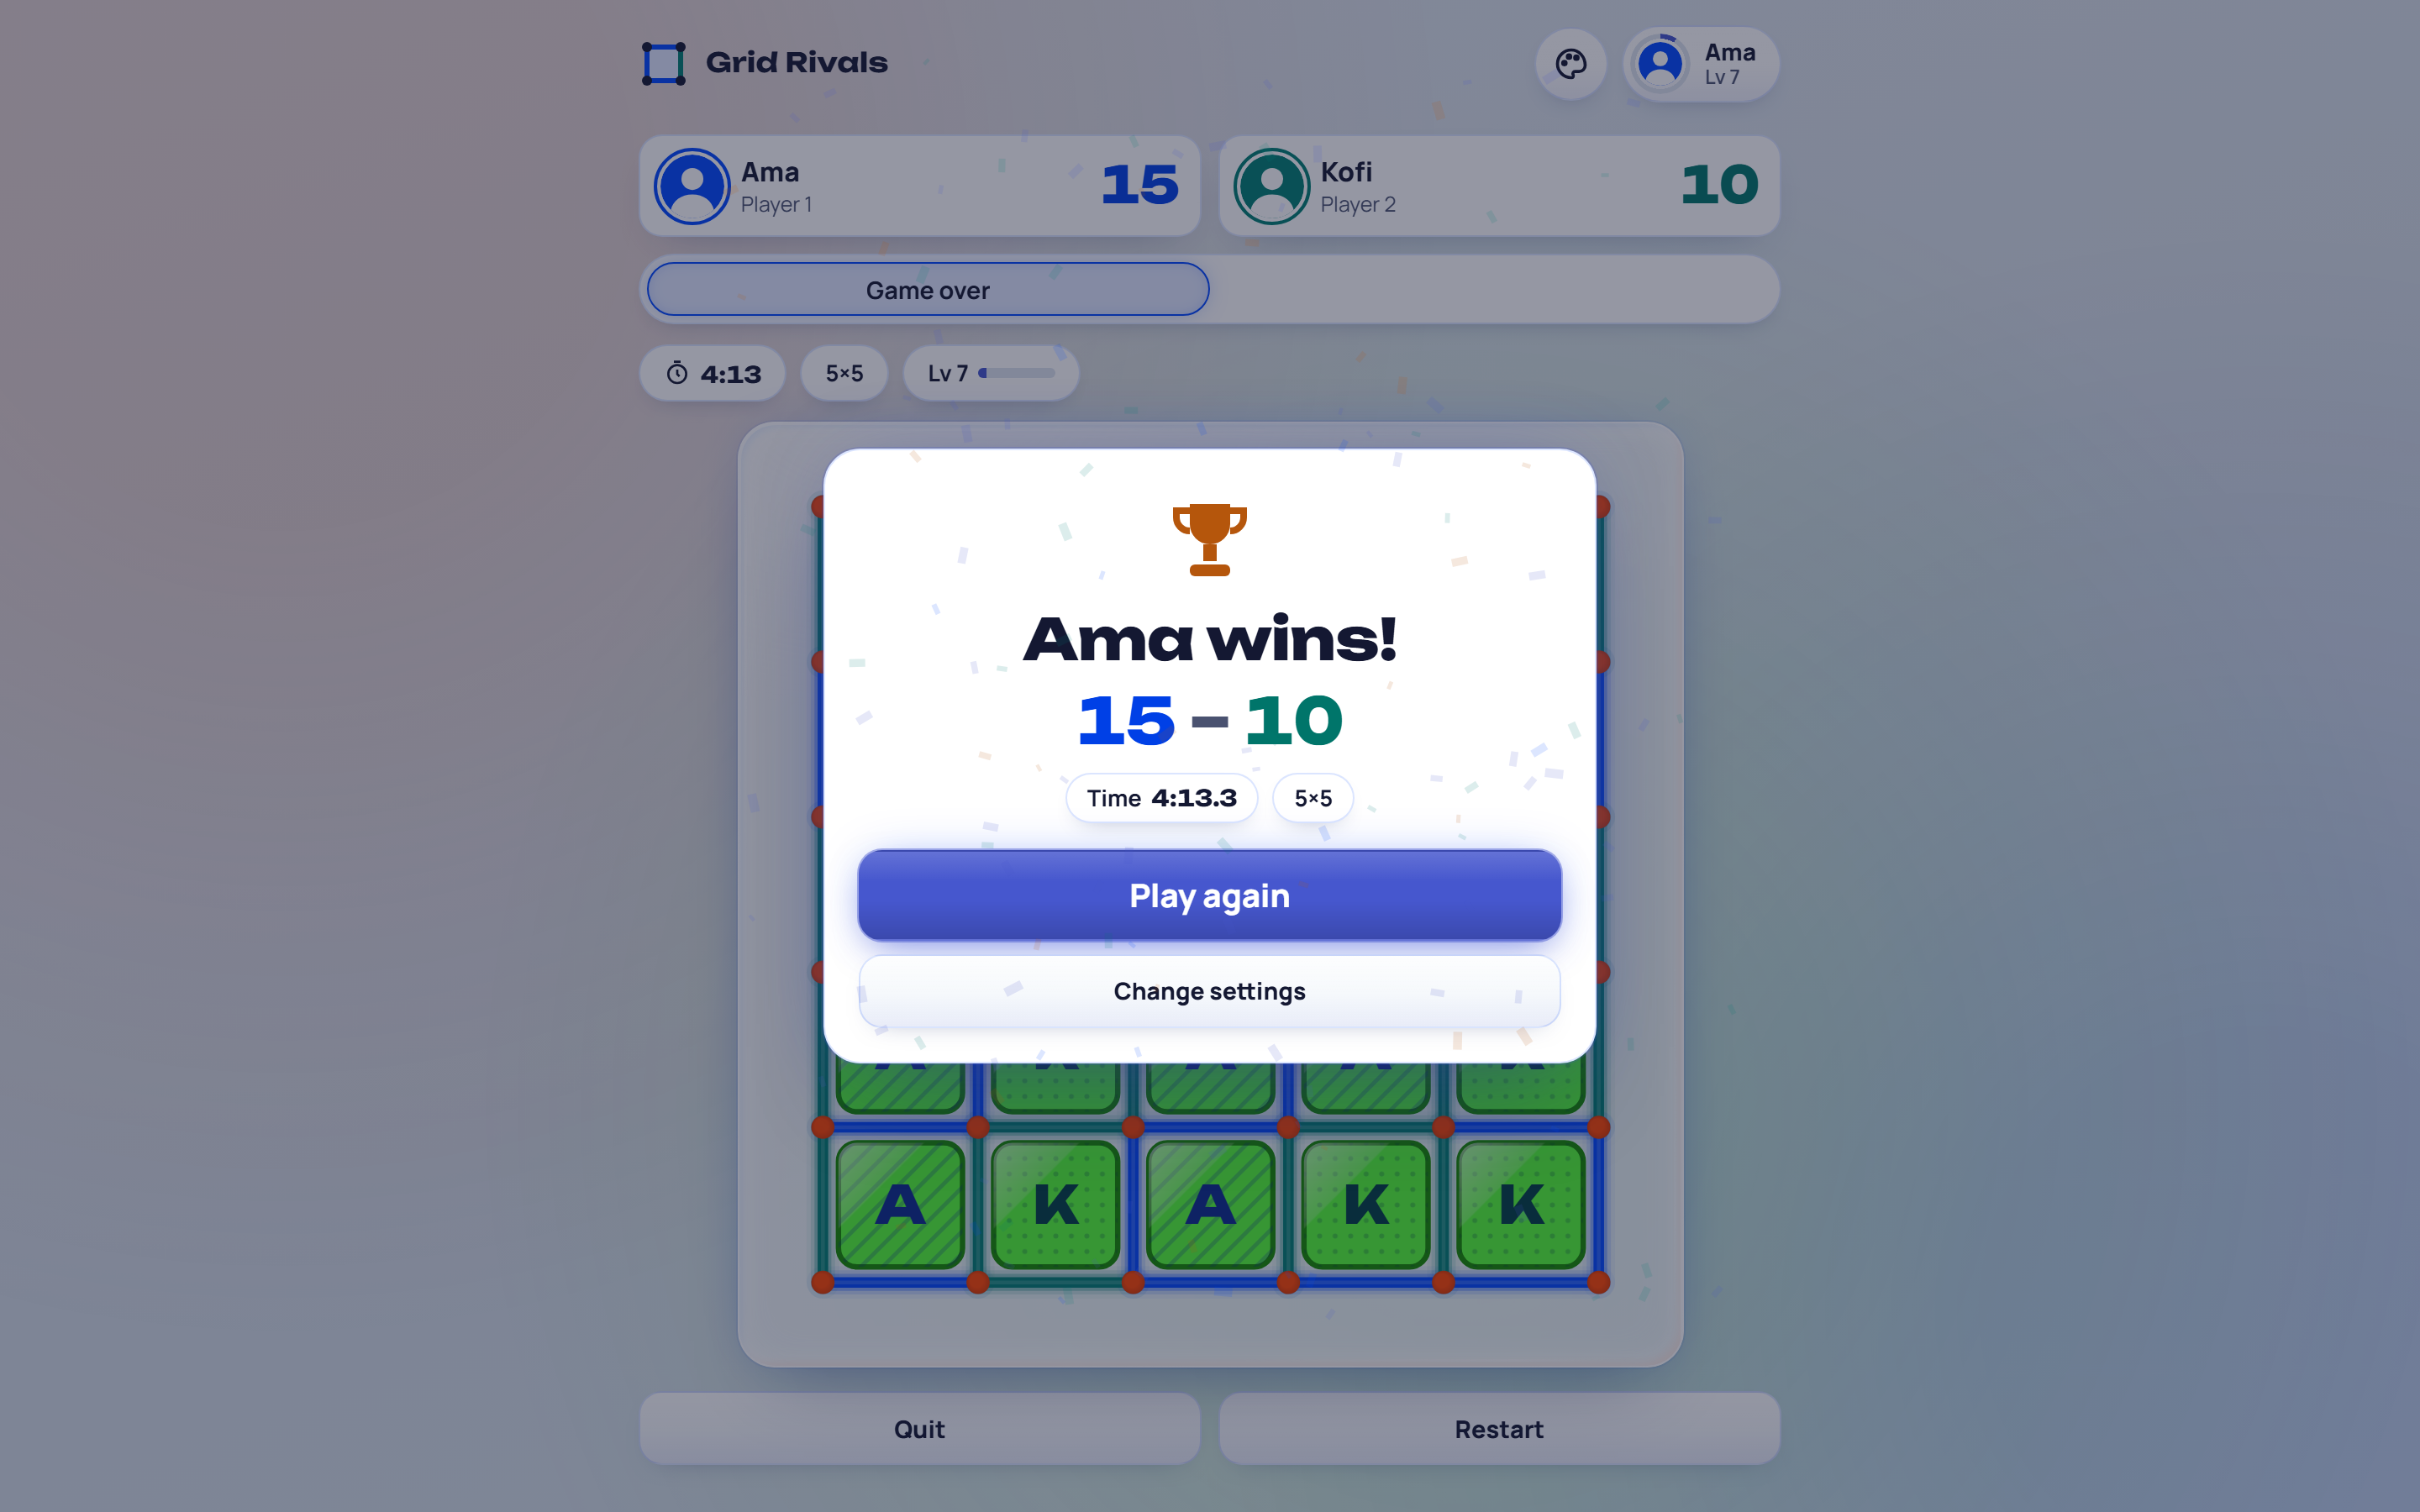 Grid Rivals
Ama
Lv 7
Ama
Player 1
15
Kofi
Player 2
10
Game over
4:13
5×5
Lv 7
Ama wins!
15 – 10
Time 4:13.3
5×5
Play again
Change settings
A K A K K
Quit
Restart